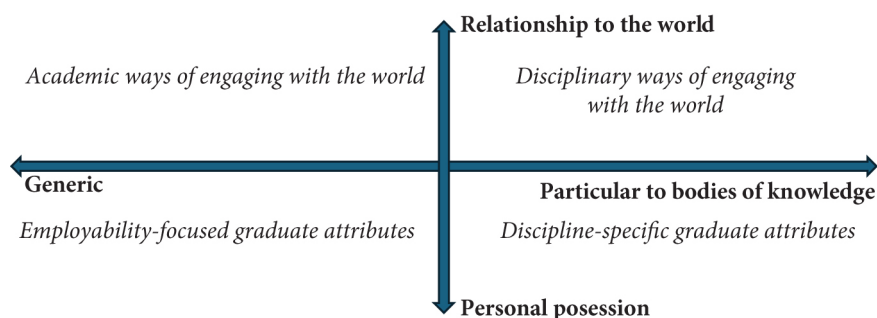 Relationship to the world
Academic ways of engaging with the world
Disciplinary ways of engaging
with the world
Generic
Particular to bodies of knowledge
Employability-focused graduate attributes
Discipline-specific graduate attributes
Personal posession